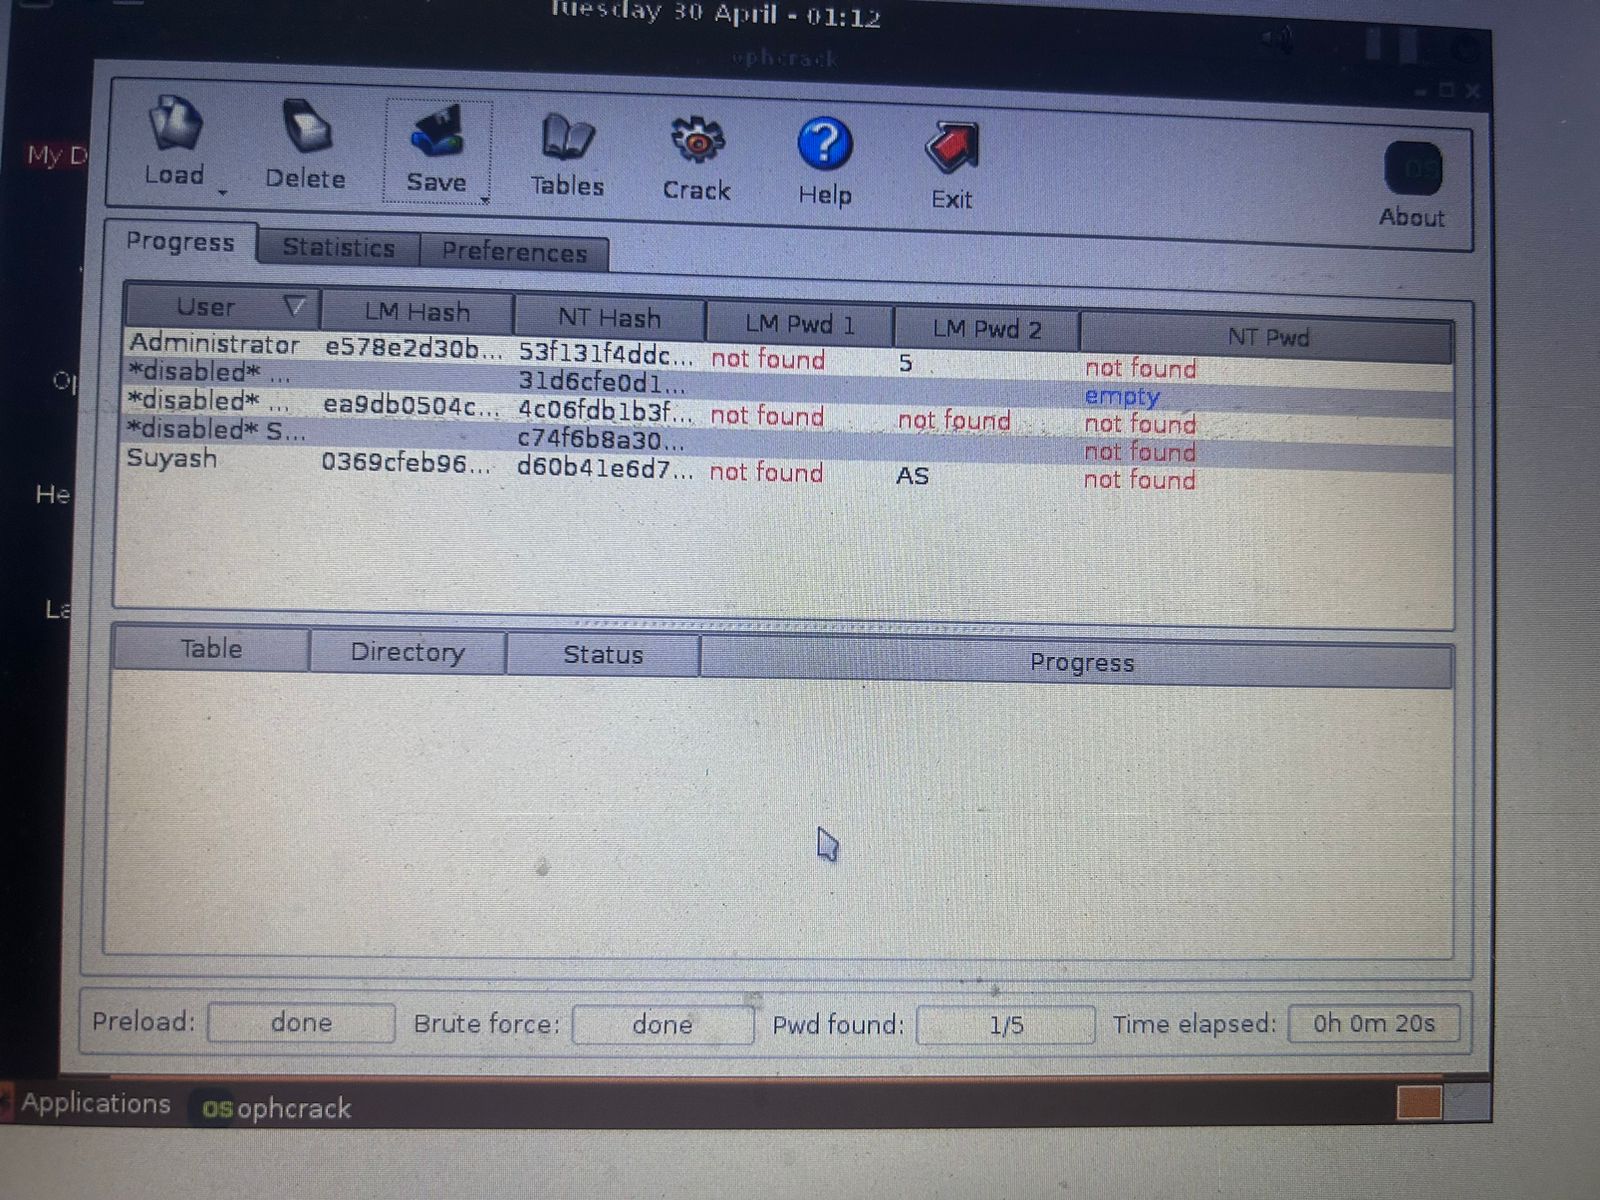 Tuesday 30 April - 01:12
ophcrack
My D
Load Delete Save Tables Crack Help Exit About
Progress Statistics Preferences
User LM Hash NT Hash LM Pwd 1 LM Pwd 2 NT Pwd
Administrator e578e2d30b... 53f131f4ddc... not found 5 not found
*disabled* ... 31d6cfe0d1... empty
*disabled* ... ea9db0504c... 4c06fdb1b3f... not found not found not found
*disabled* S... c74f6b8a30... not found
Suyash 0369cfeb96... d60b41e6d7... not found AS not found
He
La
Table Directory Status Progress
Preload: done Brute force: done Pwd found: 1/5 Time elapsed: 0h 0m 20s
Applications OS ophcrack